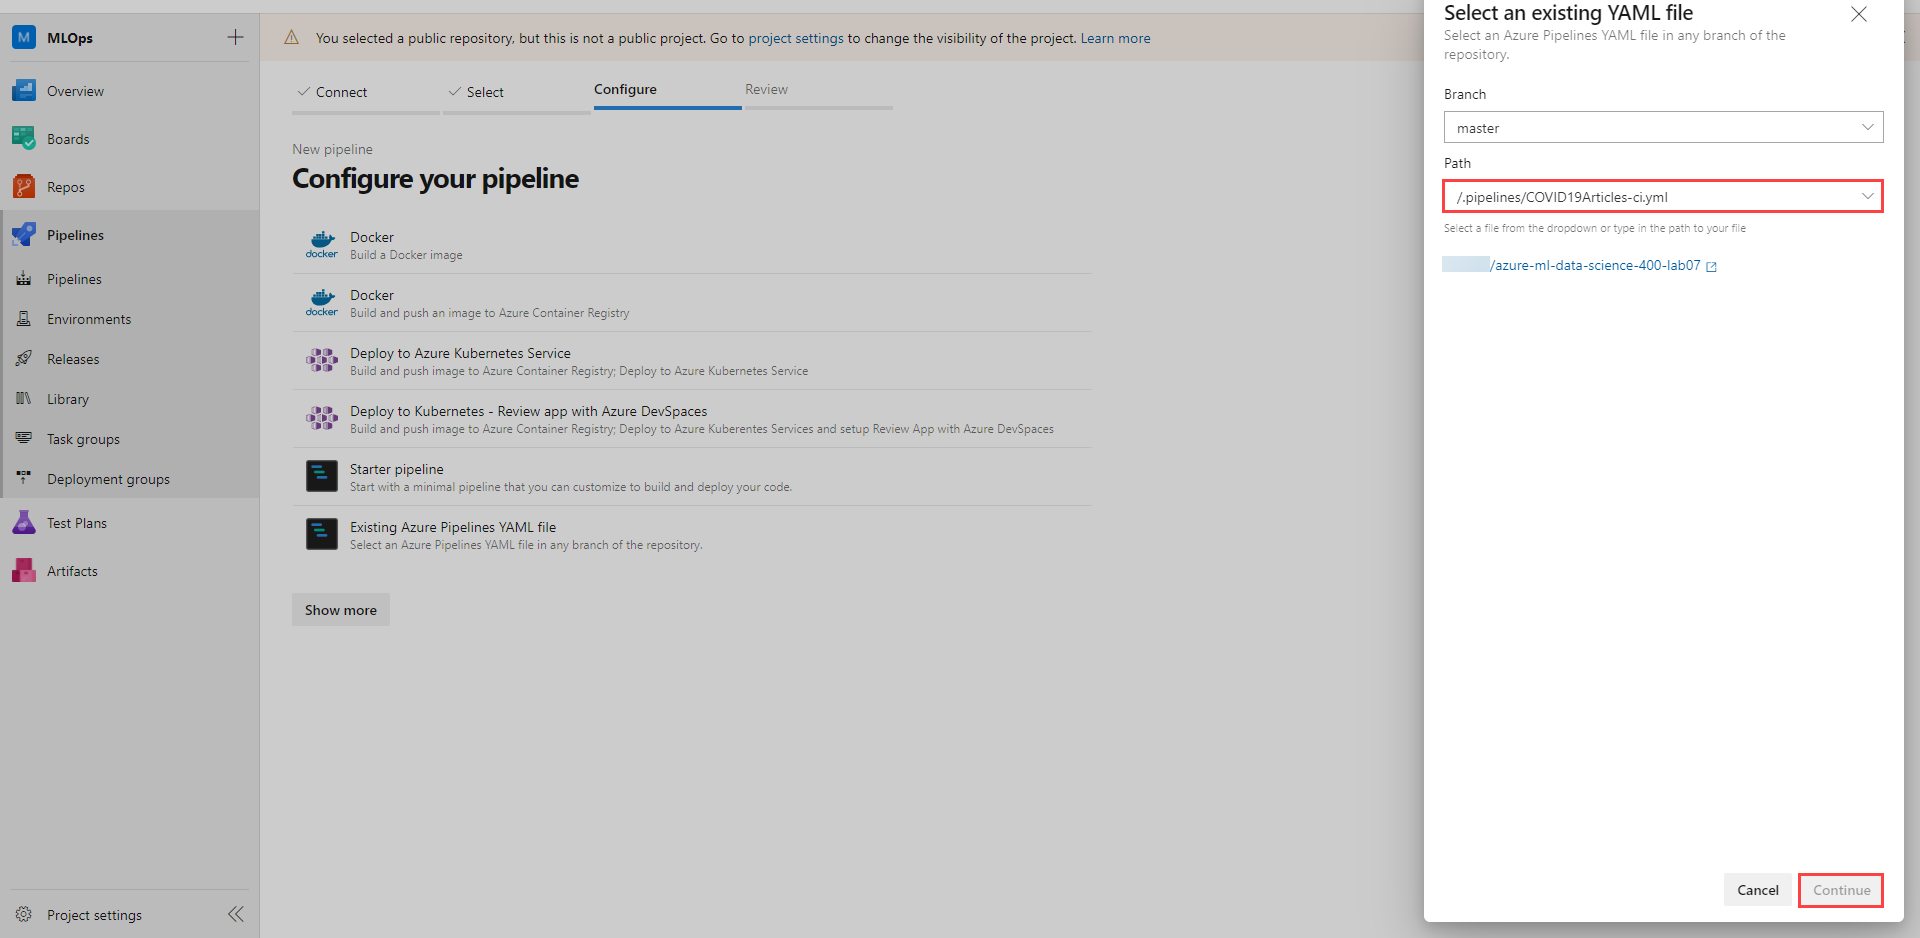 M MLOps
Overview
Boards
Repos
Pipelines
Pipelines
Environments
Releases
Library
Task groups
Deployment groups
Test Plans
Artifacts
Project settings
You selected a public repository, but this is not a public project. Go to project settings to change the visibility of the project. Learn more
Connect
Select
Configure
Review
New pipeline
Configure your pipeline
docker
Docker
Build a Docker image
docker
Docker
Build and push an image to Azure Container Registry
Deploy to Azure Kubernetes Service
Build and push image to Azure Container Registry; Deploy to Azure Kubernetes Service
Deploy to Kubernetes - Review app with Azure DevSpaces
Build and push image to Azure Container Registry; Deploy to Azure Kuberentes Services and setup Review App with Azure DevSpaces
Starter pipeline
Start with a minimal pipeline that you can customize to build and deploy your code.
Existing Azure Pipelines YAML file
Select an Azure Pipelines YAML file in any branch of the repository.
Show more
Select an existing YAML file
Select an Azure Pipelines YAML file in any branch of the
repository.
Branch
master
Path
/.pipelines/COVID19Articles-ci.yml
Select a file from the dropdown or type in the path to your file
/azure-ml-data-science-400-lab07
Cancel
Continue